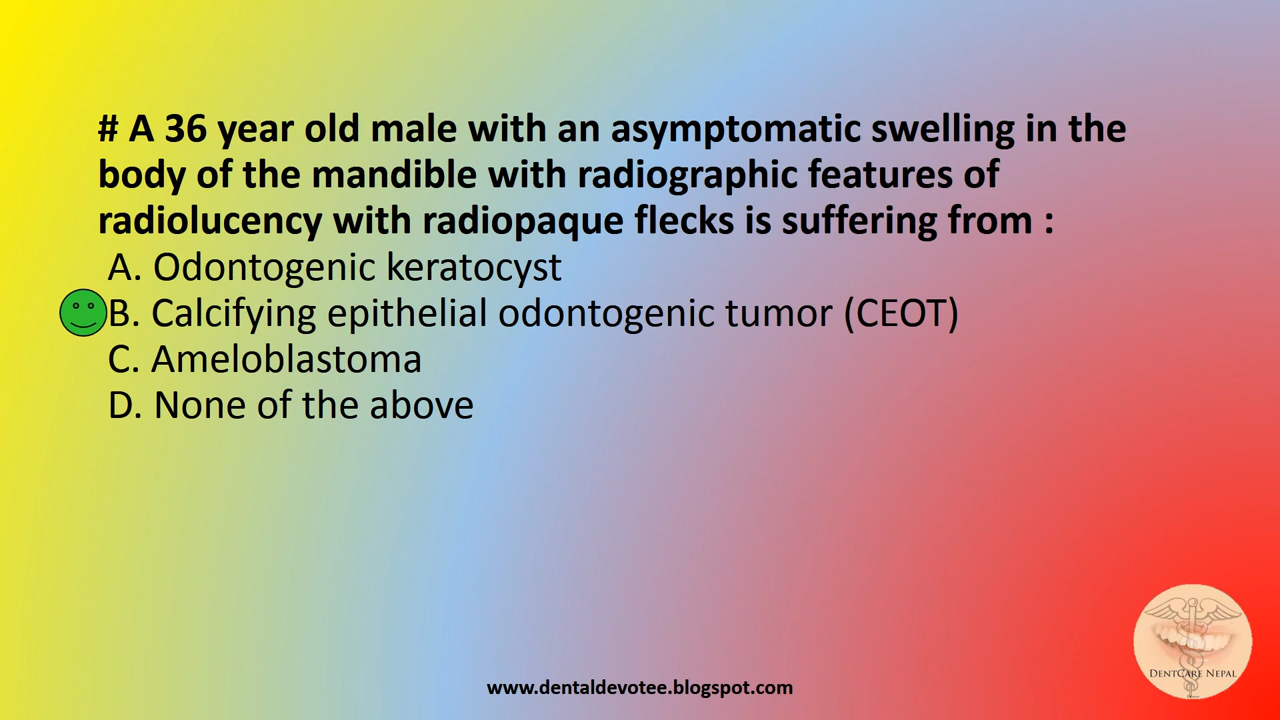 # A 36 year old male with an asymptomatic swelling in the
body of the mandible with radiographic features of
radiolucency with radiopaque flecks is suffering from :
A. Odontogenic keratocyst
B. Calcifying epithelial odontogenic tumor (CEOT)
C. Ameloblastoma
D. None of the above
DENTCARE NEPAL
www.dentaldevotee.blogspot.com